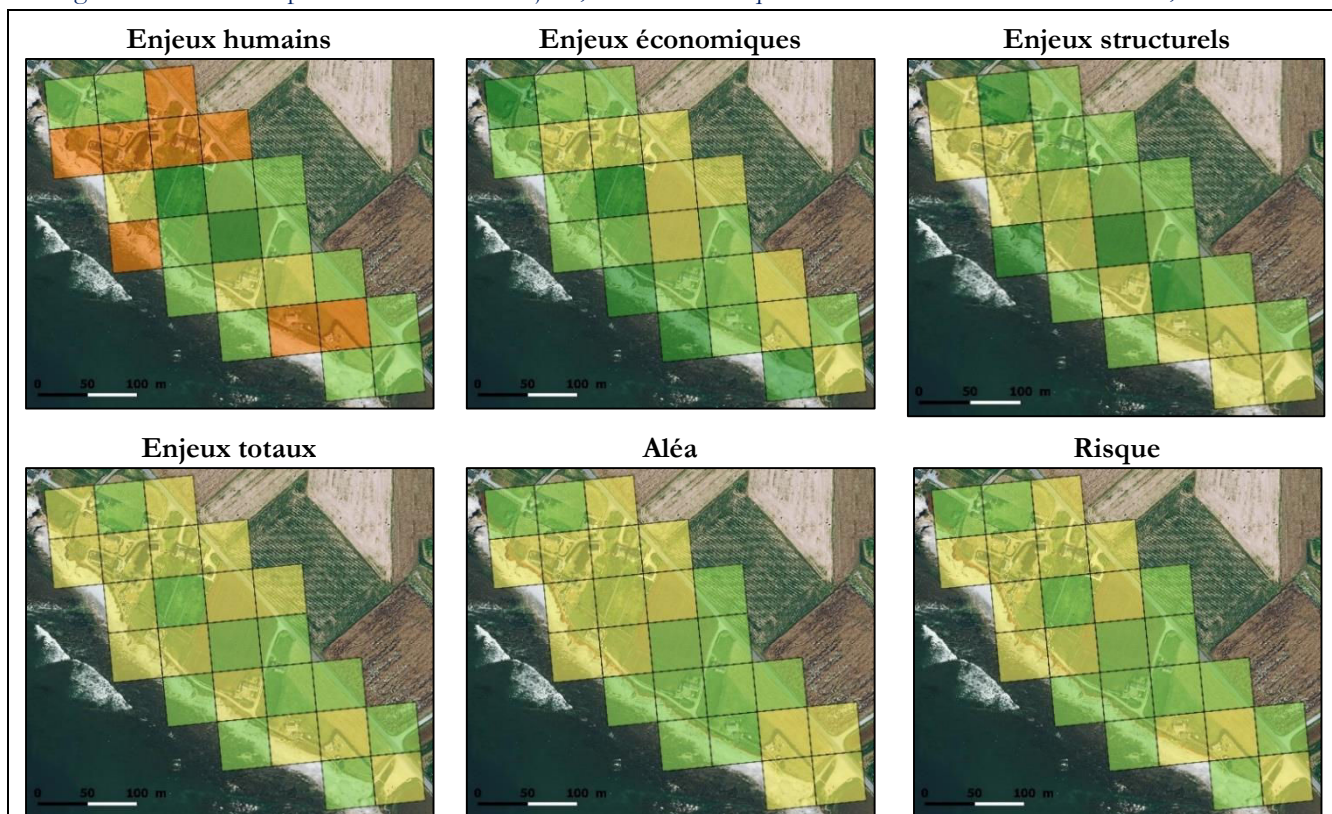 Enjeux humains
Enjeux économiques
Enjeux structurels
0 50 100 m
0 50 100 m
0 50 100 m
Enjeux totaux
Aléa
Risque
0 50 100 m
0 50 100 m
0 50 100 m